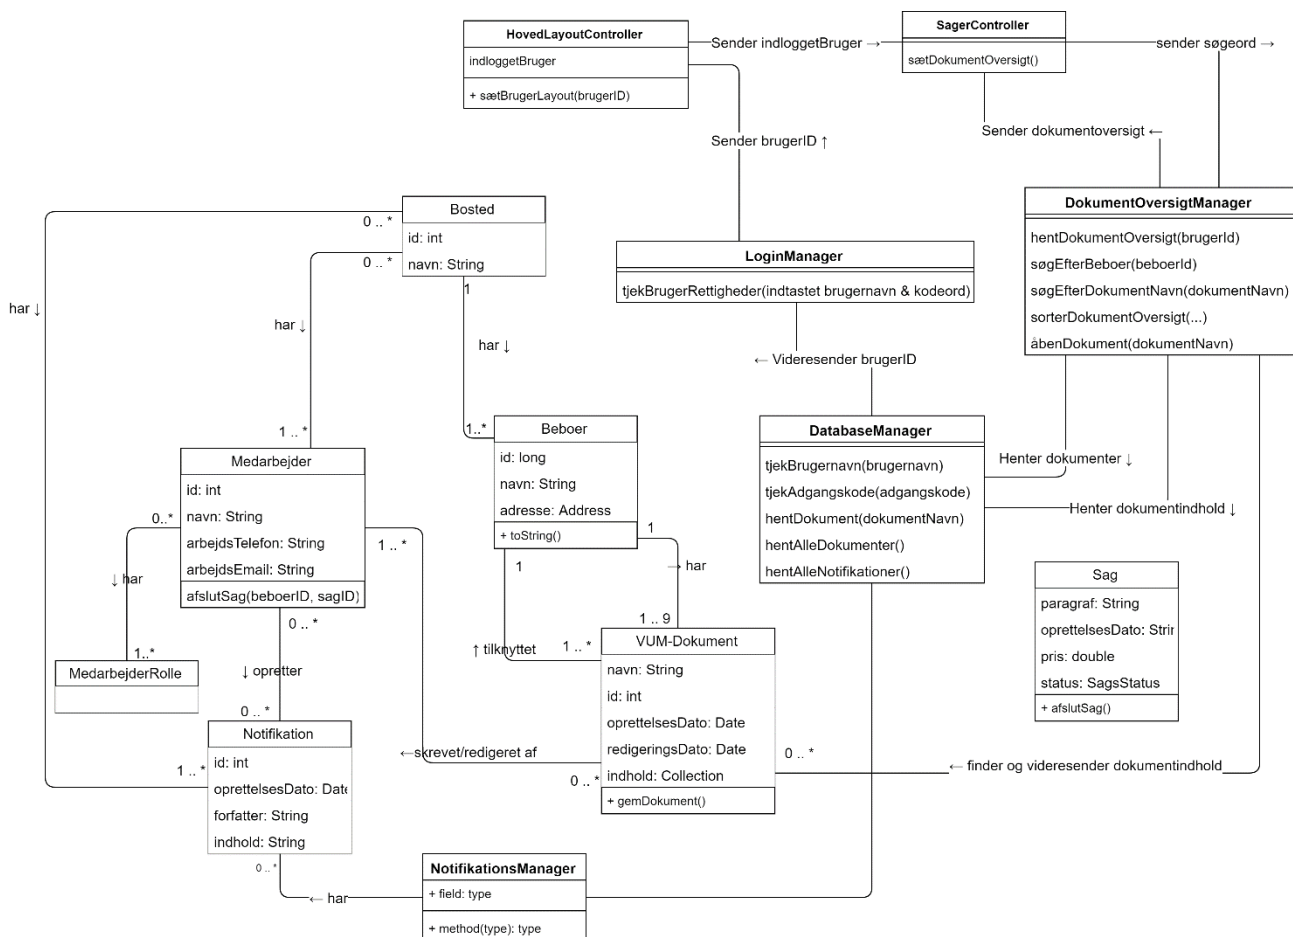 HovedLayoutController
indloggetBruger
+ sætBrugerLayout(brugerID)
Sender indloggetBruger →
SagerController
sætDokumentOversigt()
sender søgeord →
Sender brugerID ↑
Sender dokumentoversigt ←
DokumentOversigtManager
hentDokumentOversigt(brugerId)
søgEfterBeboer(beboerId)
søgEfterDokumentNavn(dokumentNavn)
sorterDokumentOversigt(...)
åbenDokument(dokumentNavn)
Bosted
id: int
navn: String
0 .. *
0 .. *
1
LoginManager
tjekBrugerRettigheder(indtastet brugernavn & kodeord)
har ↓
har ↓
har ↓
← Videresender brugerID
1 .. *
1..*
Beboer
id: long
navn: String
adresse: Address
+ toString()
DatabaseManager
tjekBrugernavn(brugernavn)
tjekAdgangskode(adgangskode)
hentDokument(dokumentNavn)
hentAlleDokumenter()
hentAlleNotifikationer()
Henter dokumenter ↓
Henter dokumentindhold ↓
Medarbejder
id: int
navn: String
arbejdsTelefon: String
arbejdsEmail: String
afslutSag(beboerID, sagID)
0..*
1 .. *
1
1
↓ har
→ har
0 .. *
1 .. 9
1..*
MedarbejderRolle
↓ opretter
↑ tilknyttet
1 .. *
VUM-Dokument
navn: String
id: int
oprettelsesDato: Date
redigeringsDato: Date
indhold: Collection
+ gemDokument()
Sag
paragraf: String
oprettelsesDato: Strin
pris: double
status: SagsStatus
+ afslutSag()
0 .. *
Notifikation
id: int
oprettelsesDato: Date
forfatter: String
indhold: String
1 .. *
←skrevet/redigeret af
0 .. *
0 .. *
← finder og videresender dokumentindhold
0 .. *
← har
NotifikationsManager
+ field: type
+ method(type): type